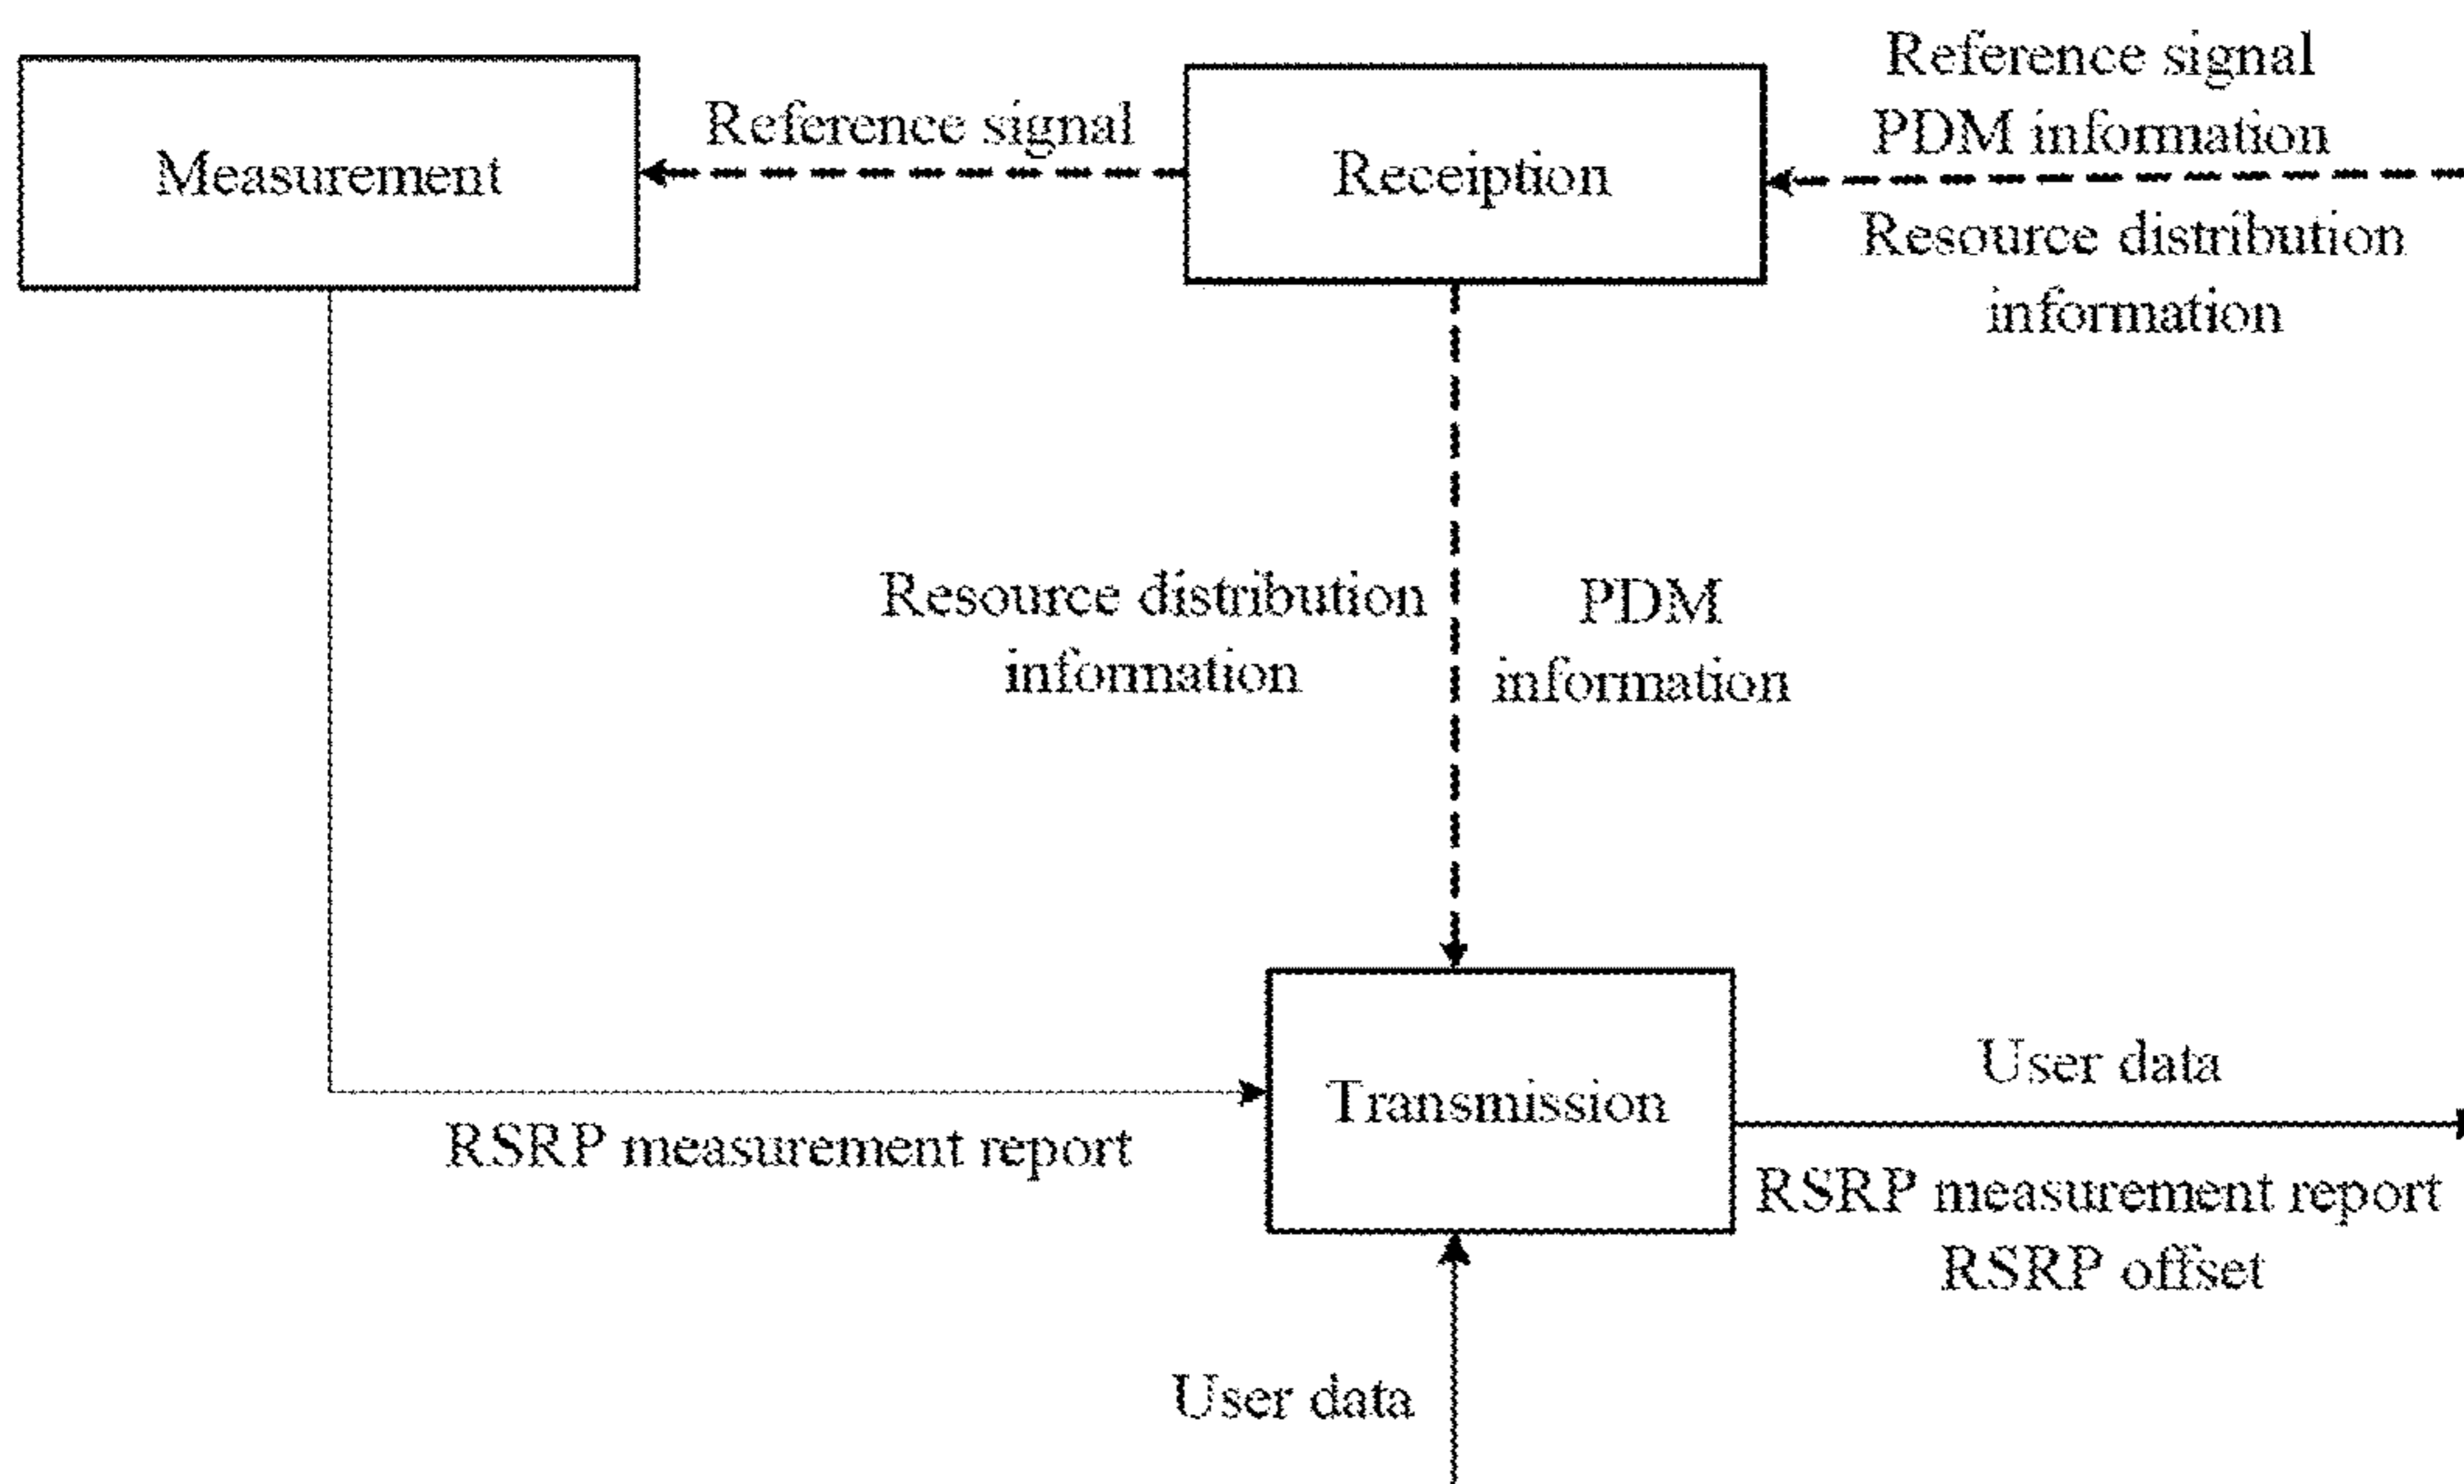 Measurement
Reference signal
Receiption
Reference signal
PDM information
Resource distribution
information
Resource distribution
information
PDM
information
RSRP measurement report
Transmission
User data
RSRP measurement report
RSRP offset
User data